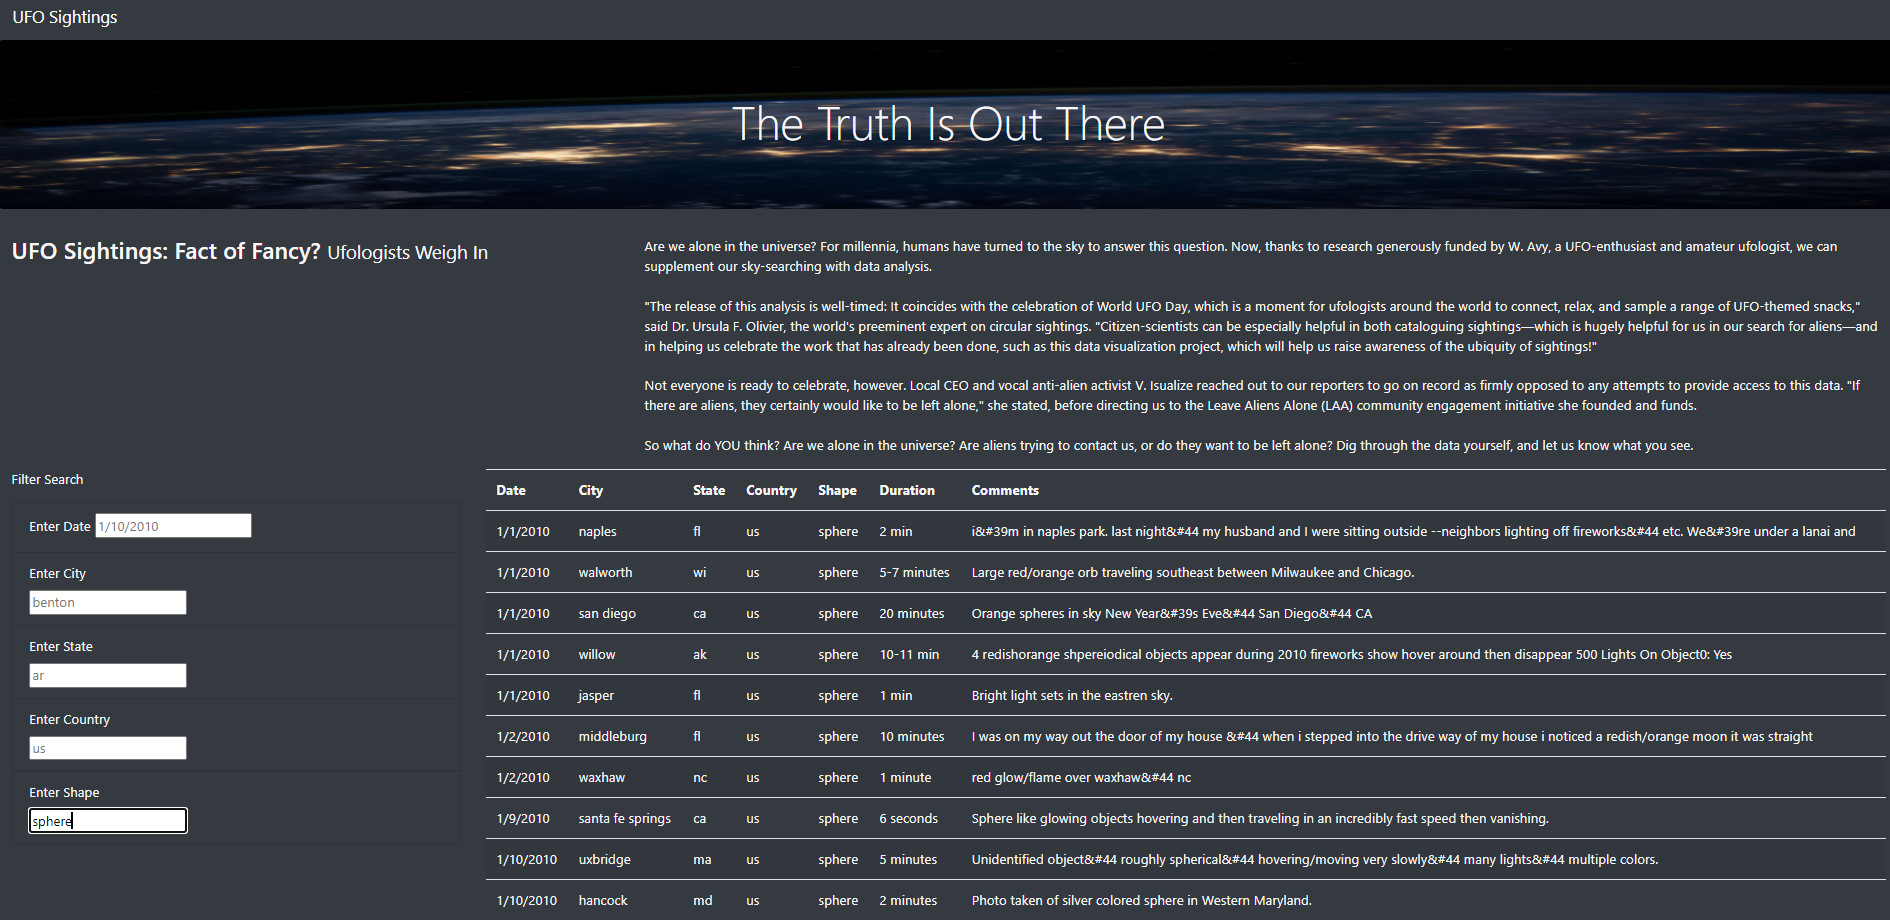 UFO Sightings
The Truth Is Out There
UFO Sightings: Fact of Fancy? Ufologists Weigh In
Are we alone in the universe? For millennia, humans have turned to the sky to answer this question. Now, thanks to research generously funded by W. Avy, a UFO-enthusiast and amateur ufologist, we can
supplement our sky-searching with data analysis.
"The release of this analysis is well-timed: It coincides with the celebration of World UFO Day, which is a moment for ufologists around the world to connect, relax, and sample a range of UFO-themed snacks,"
said Dr. Ursula F. Olivier, the world's preeminent expert on circular sightings. "Citizen-scientists can be especially helpful in both cataloguing sightings—which is hugely helpful for us in our search for aliens—and
in helping us celebrate the work that has already been done, such as this data visualization project, which will help us raise awareness of the ubiquity of sightings!"
Not everyone is ready to celebrate, however. Local CEO and vocal anti-alien activist V. Isualize reached out to our reporters to go on record as firmly opposed to any attempts to provide access to this data. "If
there are aliens, they certainly would like to be left alone," she stated, before directing us to the Leave Aliens Alone (LAA) community engagement initiative she founded and funds.
So what do YOU think? Are we alone in the universe? Are aliens trying to contact us, or do they want to be left alone? Dig through the data yourself, and let us know what you see.
Filter Search
Enter Date 1/10/2010
Enter City
benton
Enter State
ar
Enter Country
us
Enter Shape
sphere
Date City State Country Shape Duration Comments
1/1/2010 naples fl us sphere 2 min i&#39m in naples park. last night&#44 my husband and I were sitting outside --neighbors lighting off fireworks&#44 etc. We&#39re under a lanai and
1/1/2010 walworth wi us sphere 5-7 minutes Large red/orange orb traveling southeast between Milwaukee and Chicago.
1/1/2010 san diego ca us sphere 20 minutes Orange spheres in sky New Year&#39s Eve&#44 San Diego&#44 CA
1/1/2010 willow ak us sphere 10-11 min 4 redishorange shpereiodical objects appear during 2010 fireworks show hover around then disappear 500 Lights On Object0: Yes
1/1/2010 jasper fl us sphere 1 min Bright light sets in the eastren sky.
1/2/2010 middleburg fl us sphere 10 minutes I was on my way out the door of my house &#44 when i stepped into the drive way of my house i noticed a redish/orange moon it was straight
1/2/2010 waxhaw nc us sphere 1 minute red glow/flame over waxhaw&#44 nc
1/9/2010 santa fe springs ca us sphere 6 seconds Sphere like glowing objects hovering and then traveling in an incredibly fast speed then vanishing.
1/10/2010 uxbridge ma us sphere 5 minutes Unidentified object&#44 roughly spherical&#44 hovering/moving very slowly&#44 many lights&#44 multiple colors.
1/10/2010 hancock md us sphere 2 minutes Photo taken of silver colored sphere in Western Maryland.